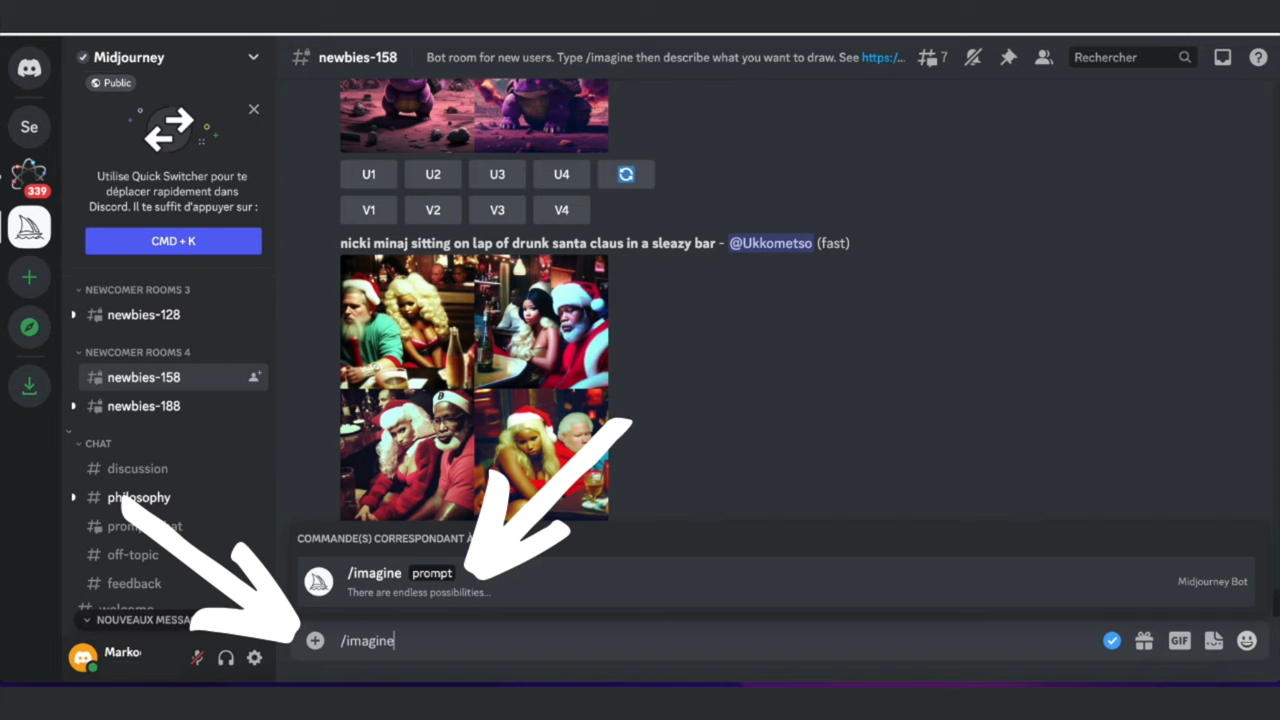 Midjourney
newbies-158
Bot room for new users. Type /imagine then describe what you want to draw. See https:/...
7
Rechercher
Public
Se
339
Utilise Quick Switcher pour te
déplacer rapidement dans
Discord. Il te suffit d'appuyer sur :
CMD + K
NEWCOMER ROOMS 3
newbies-128
NEWCOMER ROOMS 4
newbies-158
newbies-188
CHAT
discussion
philosophy
off-topic
feedback
welcome
NOUVEAUX
Marko
U1 U2 U3 U4
V1 V2 V3 V4
nicki minaj sitting on lap of drunk santa claus in a sleazy bar - @Ukkometso (fast)
COMMANDE(S) CORRESPONDANT À
/imagine prompt
There are endless possibilities...
Midjourney Bot
/imagine
GIF